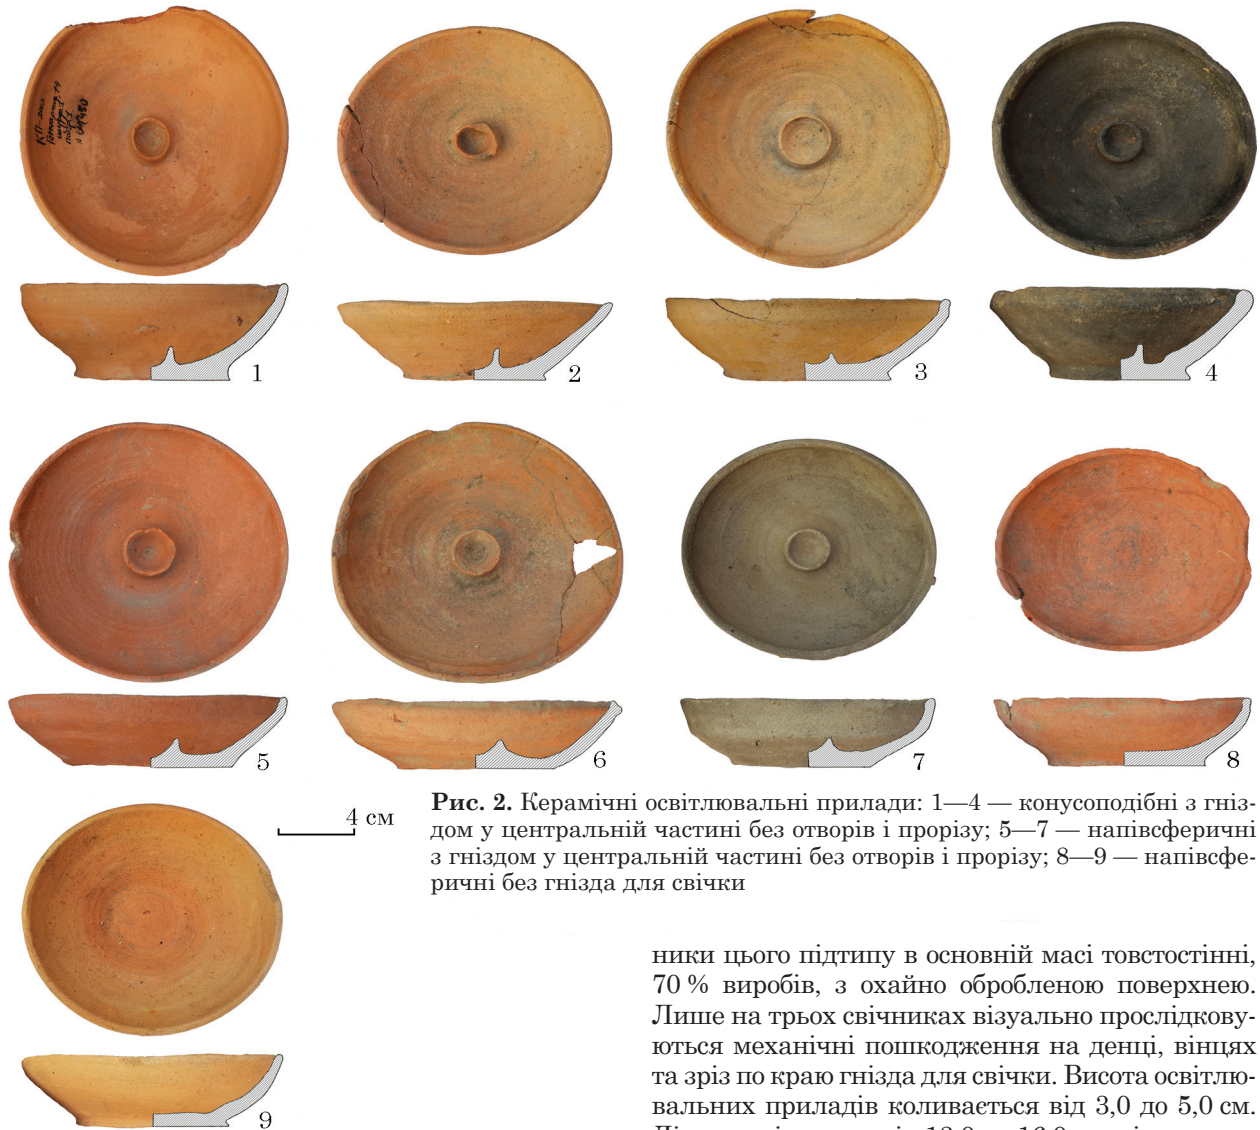 1
2
3
4
5
6
7
8
9
4 см
Рис. 2. Керамічні освітлювальні прилади: 1—4 — конусоподібні з гніз-
дом у центральній частині без отворів і прорізу; 5—7 — напівсферичні
з гніздом у центральній частині без отворів і прорізу; 8—9 — напівсфе-
ричні без гнізда для свічки
ники цього підтипу в основній масі товстостінні,
70 % виробів, з охайно обробленою поверхнею.
Лише на трьох свічниках візуально прослідкову-
ються механічні пошкодження на денці, вінцях
та зріз по краю гнізда для свічки. Висота освітлю-
вальних приладів коливається від 3,0 до 5,0 см.